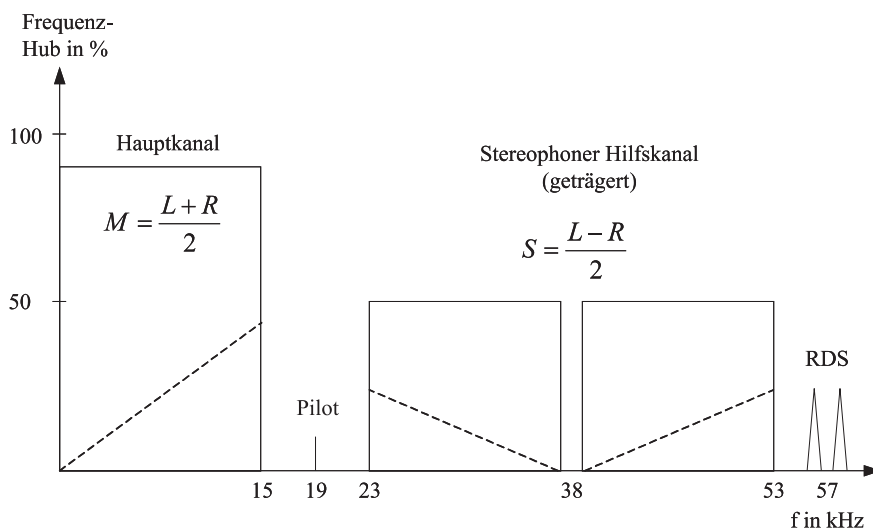 Frequenz-
Hub in %
100
Hauptkanal
Stereophoner Hilfskanal
(geträgert)
M = (L + R)/2
S = (L − R)/2
50
RDS
Pilot
15 19 23 38 53 57
f in kHz